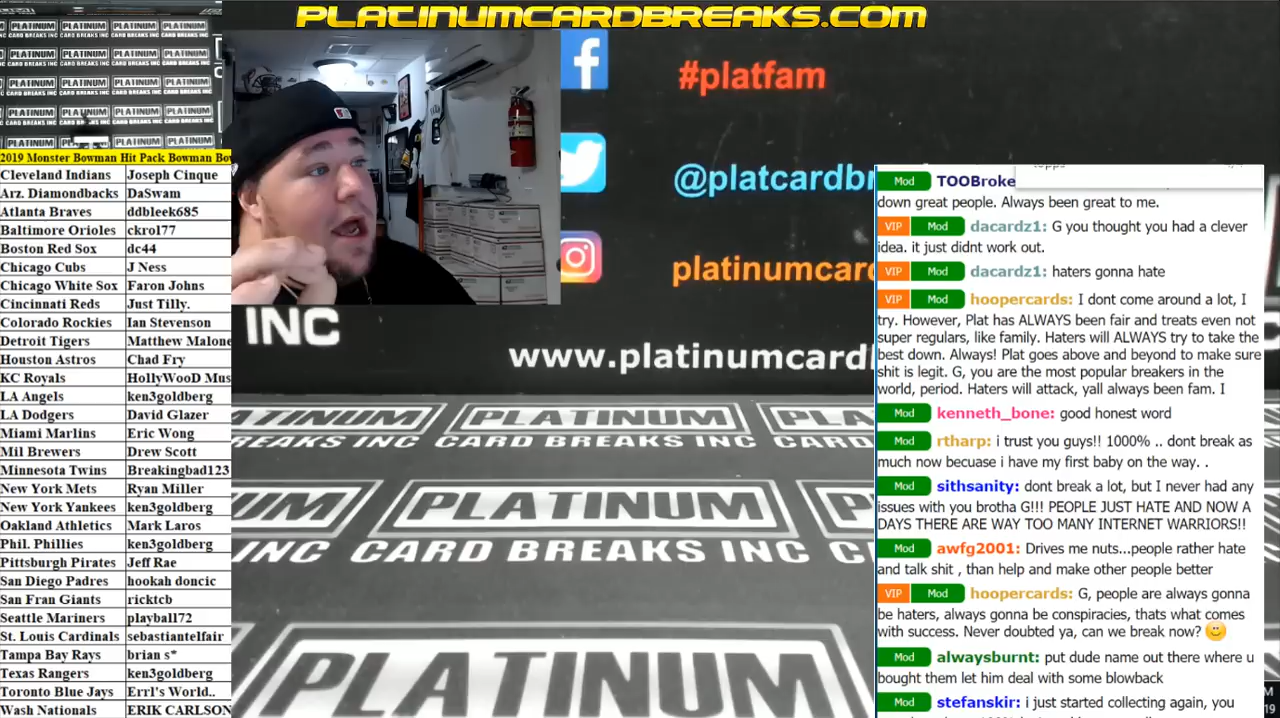 PLATINUMCARDBREAKS.COM
#platfam
@platcardbr
platinumcard
INC
www.platinumcardl
PLATINUM
CARD BREAKS INC
2019 Monster Bowman Hit Pack Bowman Bow
Cleveland Indians Joseph Cinque
Arz. Diamondbacks DaSwam
Atlanta Braves ddbleek685
Baltimore Orioles ckrol77
Boston Red Sox dc44
Chicago Cubs J Ness
Chicago White Sox Faron Johns
Cincinnati Reds Just Tilly.
Colorado Rockies Ian Stevenson
Detroit Tigers Matthew Malone
Houston Astros Chad Fry
KC Royals HollyWooD Mus
LA Angels ken3goldberg
LA Dodgers David Glazer
Miami Marlins Eric Wong
Mil Brewers Drew Scott
Minnesota Twins Breakingbad123
New York Mets Ryan Miller
New York Yankees ken3goldberg
Oakland Athletics Mark Laros
Phil. Phillies ken3goldberg
Pittsburgh Pirates Jeff Rae
San Diego Padres hookah doncic
San Fran Giants ricktcb
Seattle Mariners playball72
St. Louis Cardinals sebastiantelfair
Tampa Bay Rays brian s*
Texas Rangers ken3goldberg
Toronto Blue Jays Errl's World..
Wash Nationals ERIK CARLSON
Mod TOOBroke
down great people. Always been great to me.
VIP Mod dacardz1: G you thought you had a clever
idea. it just didnt work out.
VIP Mod dacardz1: haters gonna hate
VIP Mod hoopercards: I dont come around a lot, I
try. However, Plat has ALWAYS been fair and treats even not
super regulars, like family. Haters will ALWAYS try to take the
best down. Always! Plat goes above and beyond to make sure
shit is legit. G, you are the most popular breakers in the
world, period. Haters will attack, yall always been fam. I
Mod kenneth_bone: good honest word
Mod rtharp: i trust you guys!! 1000% .. dont break as
much now becuase i have my first baby on the way. .
Mod sithsanity: dont break a lot, but I never had any
issues with you brotha G!!! PEOPLE JUST HATE AND NOW A
DAYS THERE ARE WAY TOO MANY INTERNET WARRIORS!!
Mod awfg2001: Drives me nuts...people rather hate
and talk shit , than help and make other people better
VIP Mod hoopercards: G, people are always gonna
be haters, always gonna be conspiracies, thats what comes
with success. Never doubted ya, can we break now?
Mod alwaysburnt: put dude name out there where u
bought them let him deal with some blowback
Mod stefanskir: i just started collecting again, you